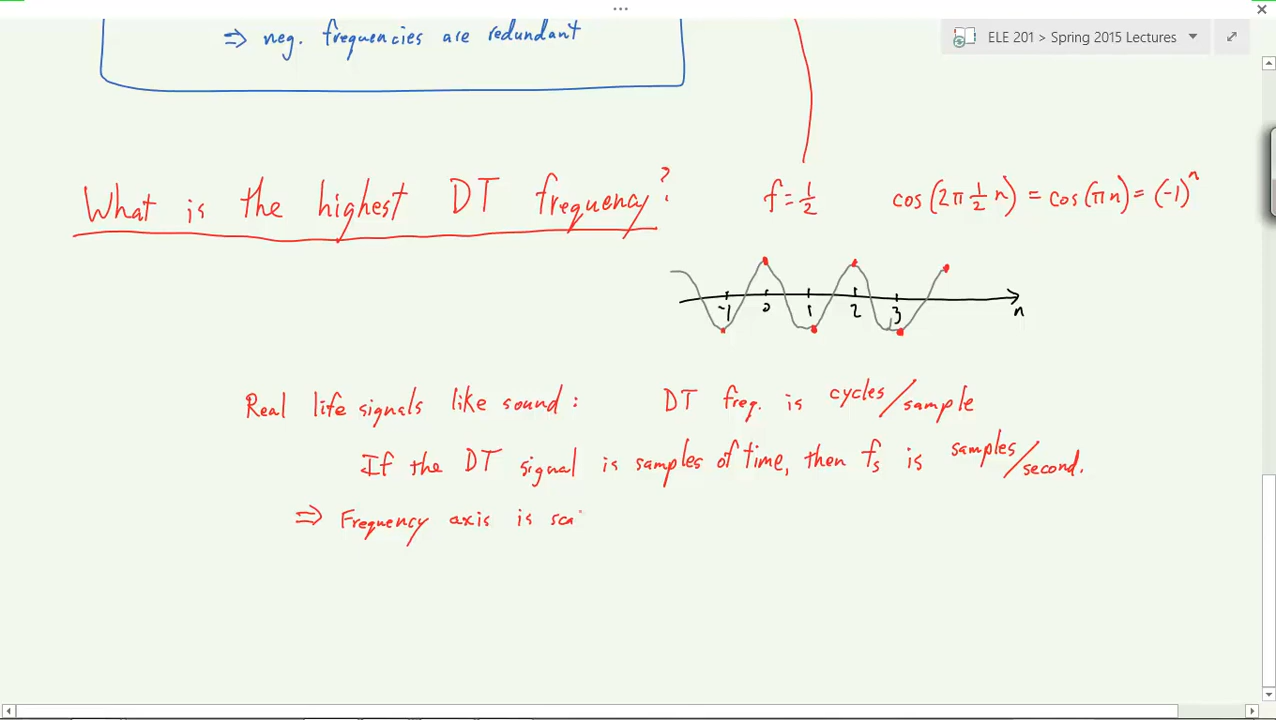 ELE 201 > Spring 2015 Lectures
⇒ neg. frequencies are redundant
What is the highest DT frequency?
f = 1/2 cos(2π 1/2 n) = cos(πn) = (-1)^n
-1 0 1 2 3 n
Real life signals like sound: DT freq. is cycles/sample
If the DT signal is samples of time, then f_s is samples/second.
⇒ Frequency axis is sca